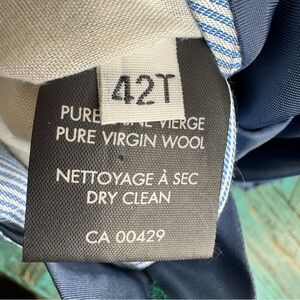 42T
PURE VIERGE
PURE VIRGIN WOOL
NETTOYAGE À SEC
DRY CLEAN
CA 00429